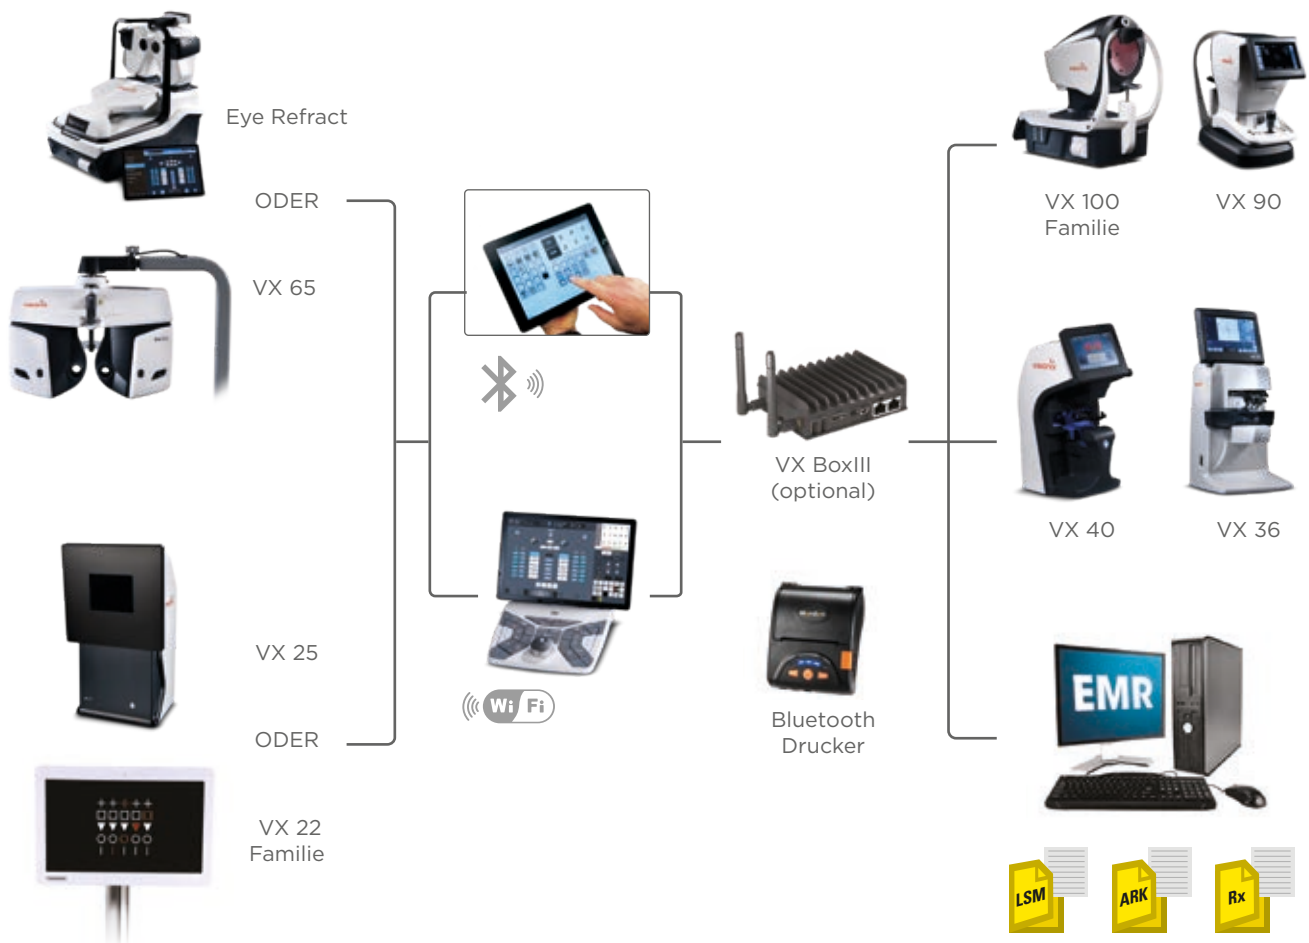 Eye Refract
ODER
VX 65
VX 25
ODER
VX 22
Familie
Wi Fi
VX BoxIII
(optional)
Bluetooth
Drucker
VX 100
Familie
VX 90
VX 40
VX 36
EMR
LSM
ARK
Rx